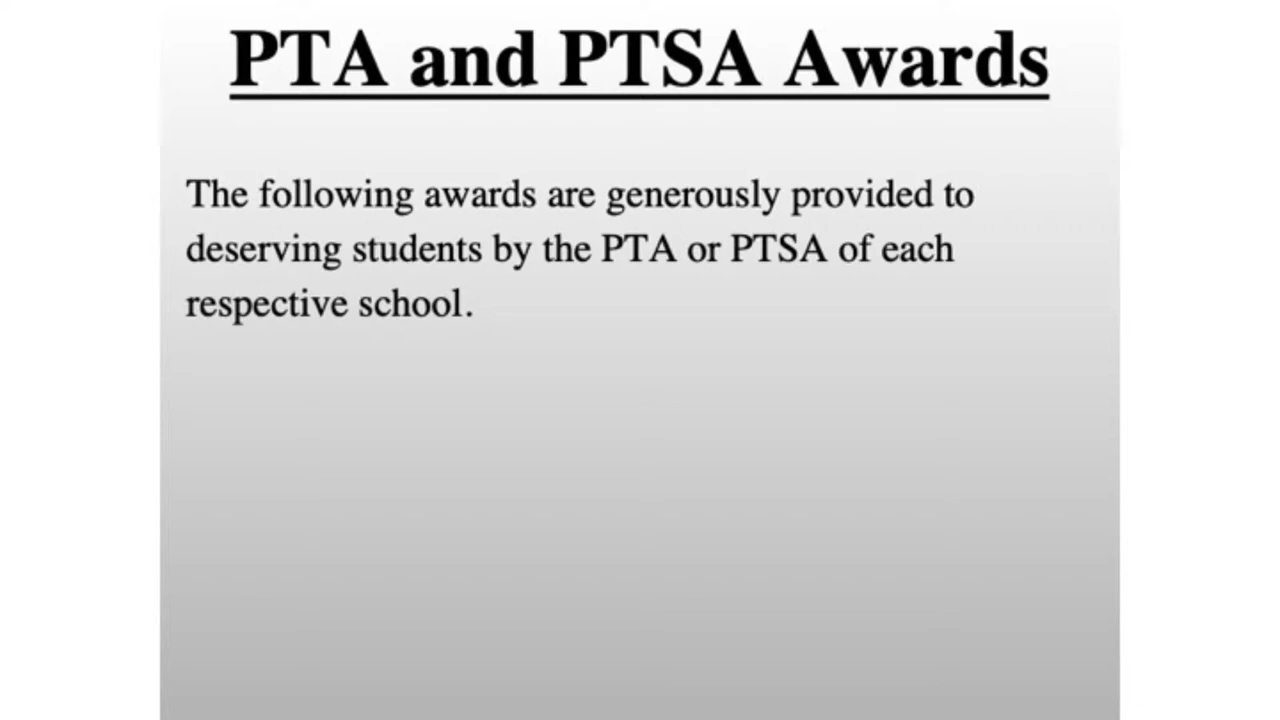 PTA and PTSA Awards
The following awards are generously provided to
deserving students by the PTA or PTSA of each
respective school.